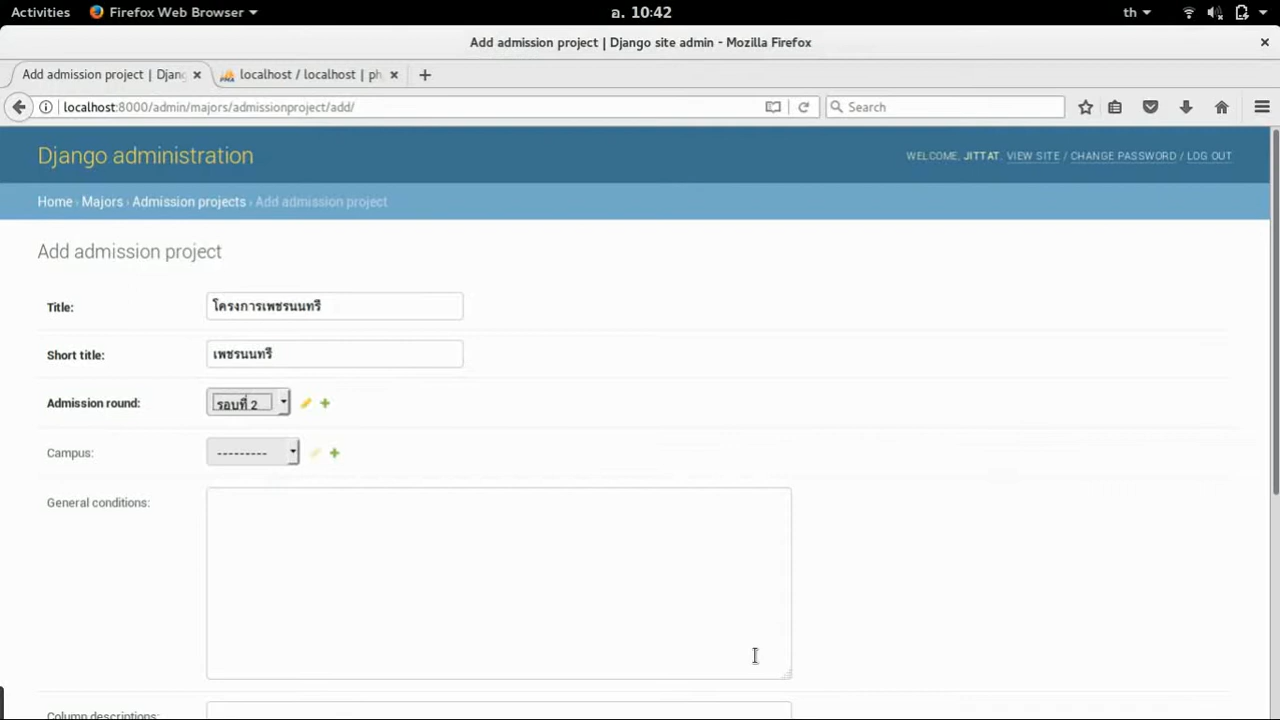 Activities Firefox Web Browser อ. 10:42 th
Add admission project | Django site admin - Mozilla Firefox
Add admission project | Djang localhost / localhost | ph
localhost:8000/admin/majors/admissionproject/add/ Search
Django administration WELCOME, JITTAT. VIEW SITE / CHANGE PASSWORD / LOG OUT
Home › Majors › Admission projects › Add admission project
Add admission project
Title: โครงการเพชรนนทรี
Short title: เพชรนนทรี
Admission round: รอบที่ 2
Campus: ---------
General conditions:
Column descriptions: